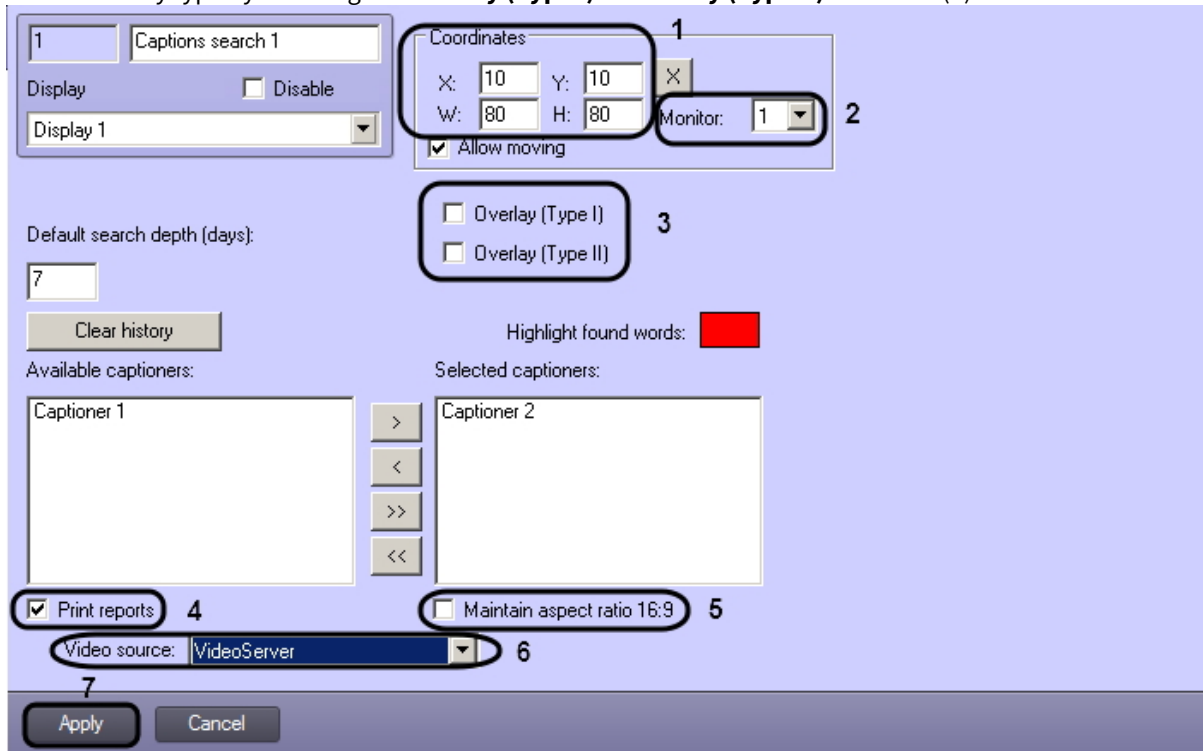 1 Captions search 1
Display Disable
Display 1
Coordinates 1
X: 10 Y: 10 X
W: 80 H: 80 Monitor: 1 2
Allow moving
Overlay (Type I) 3
Overlay (Type II)
Default search depth (days):
7
Clear history Highlight found words:
Available captioners: Selected captioners:
Captioner 1 > Captioner 2
<
>>
<<
Print reports 4 Maintain aspect ratio 16:9 5
Video source: VideoServer 6
7
Apply Cancel